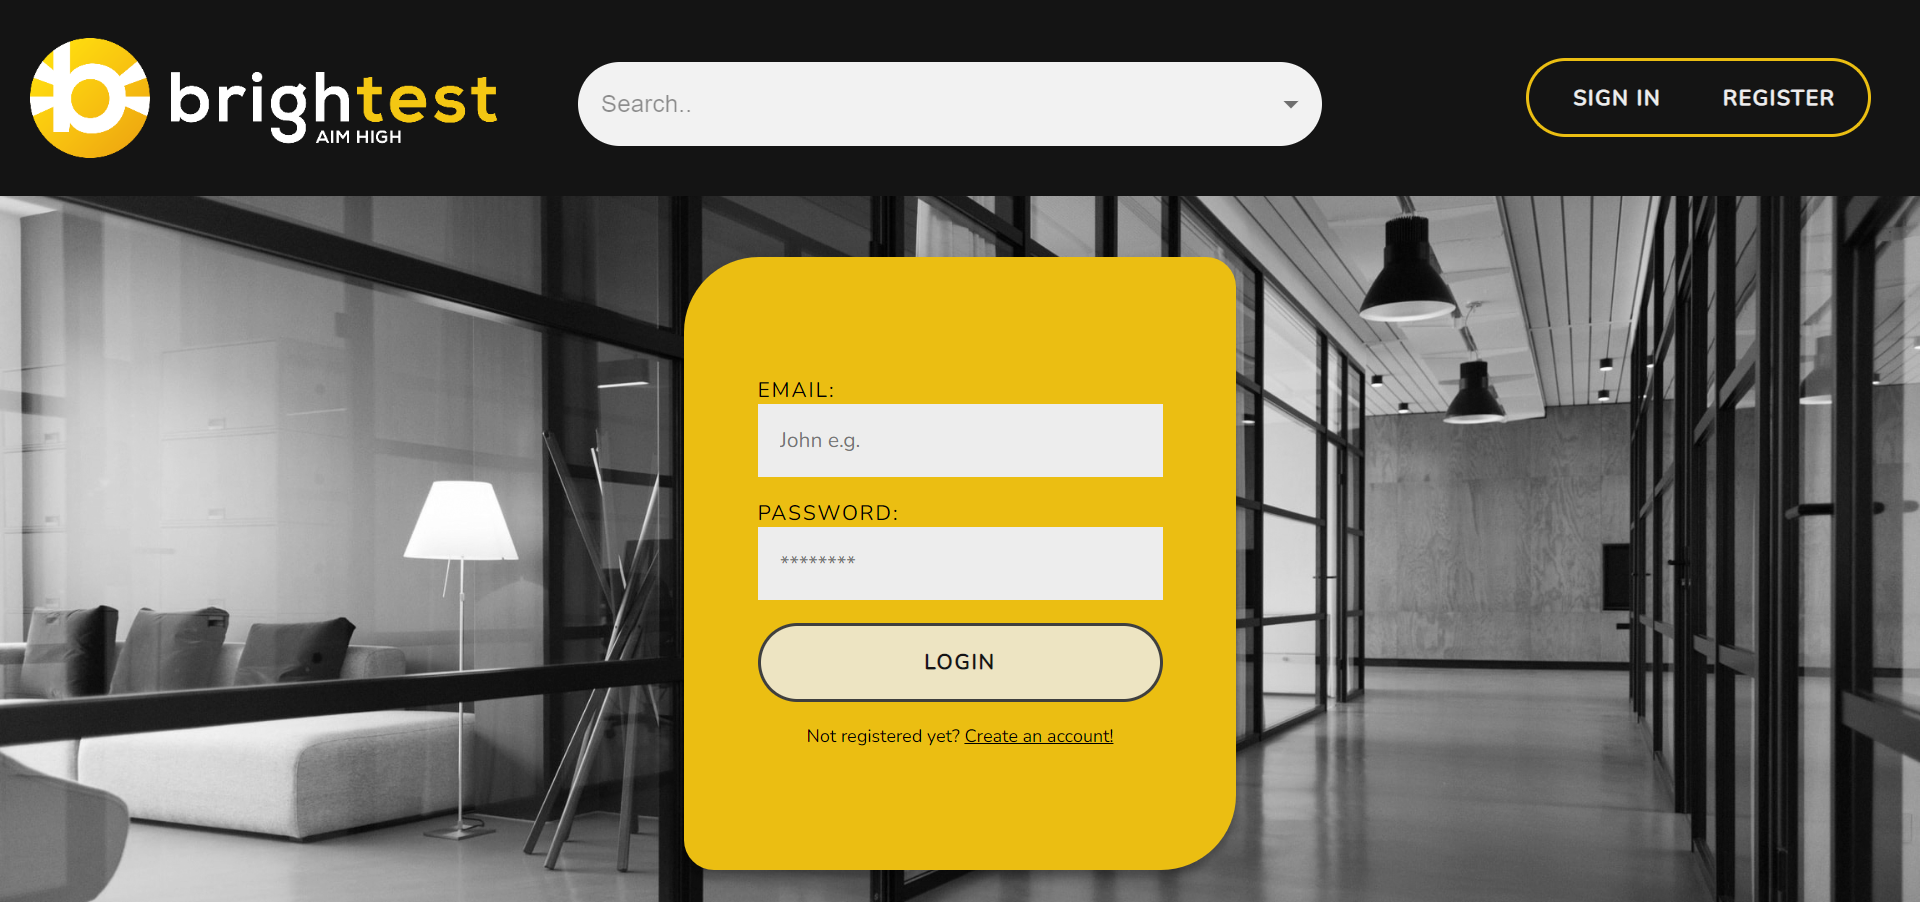 brightest
AIM HIGH
Search..
SIGN IN
REGISTER
EMAIL:
John e.g.
PASSWORD:
********
LOGIN
Not registered yet? Create an account!